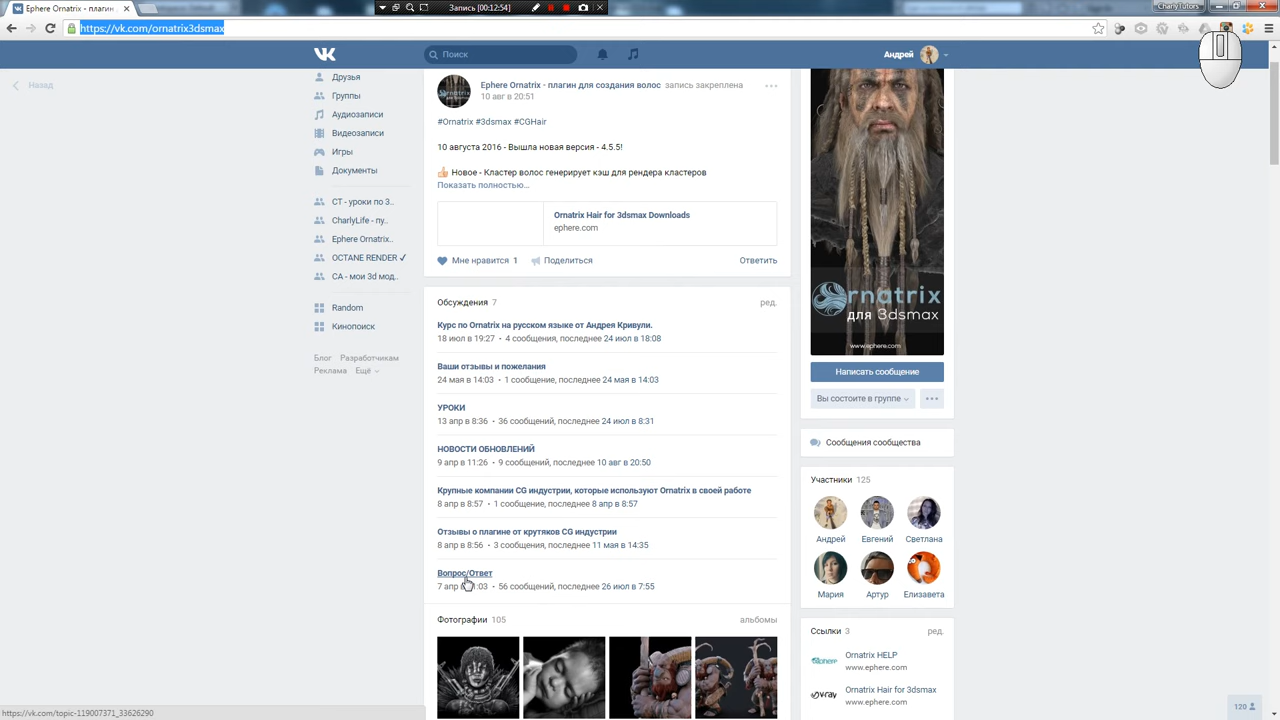 Ephere Ornatrix - плагин
Запись [00:12:54]
CharlyTutors
https://vk.com/ornatrix3dsmax
Поиск
Андрей
Назад
Друзья
Группы
Аудиозаписи
Видеозаписи
Игры
Документы
СТ - уроки по 3..
CharlyLife - пу..
Ephere Ornatrix..
OCTANE RENDER ✓
CA - мои 3d мод..
Random
Кинопоиск
Блог Разработчикам
Реклама Ещё
Ephere Ornatrix - плагин для создания волос запись закреплена
10 авг в 20:51
#Ornatrix #3dsmax #CGHair
10 августа 2016 - Вышла новая версия - 4.5.5!
Новое - Кластер волос генерирует кэш для рендера кластеров
Показать полностью…
Ornatrix Hair for 3dsmax Downloads
ephere.com
Мне нравится 1 Поделиться Ответить
Обсуждения 7 ред.
Курс по Ornatrix на русском языке от Андрея Кривули.
18 июл в 19:27 • 4 сообщения, последнее 24 июл в 18:08
Ваши отзывы и пожелания
24 мая в 14:03 • 1 сообщение, последнее 24 мая в 14:03
УРОКИ
13 апр в 8:36 • 36 сообщений, последнее 24 июл в 8:31
НОВОСТИ ОБНОВЛЕНИЙ
9 апр в 11:26 • 9 сообщений, последнее 10 авг в 20:50
Крупные компании CG индустрии, которые используют Ornatrix в своей работе
8 апр в 8:57 • 1 сообщение, последнее 8 апр в 8:57
Отзывы о плагине от крутяков CG индустрии
8 апр в 8:56 • 3 сообщения, последнее 11 мая в 14:35
Вопрос/Ответ
7 апр 1:03 • 56 сообщений, последнее 26 июл в 7:55
Фотографии 105 альбомы
rnatrix
для 3dsmax
www.ephere.com
Написать сообщение
Вы состоите в группе
Сообщения сообщества
Участники 125
Андрей Евгений Светлана
Мария Артур Елизавета
Ссылки 3 ред.
Ornatrix HELP
www.ephere.com
Ornatrix Hair for 3dsmax
www.ephere.com
120
https://vk.com/topic-119007371_33626290